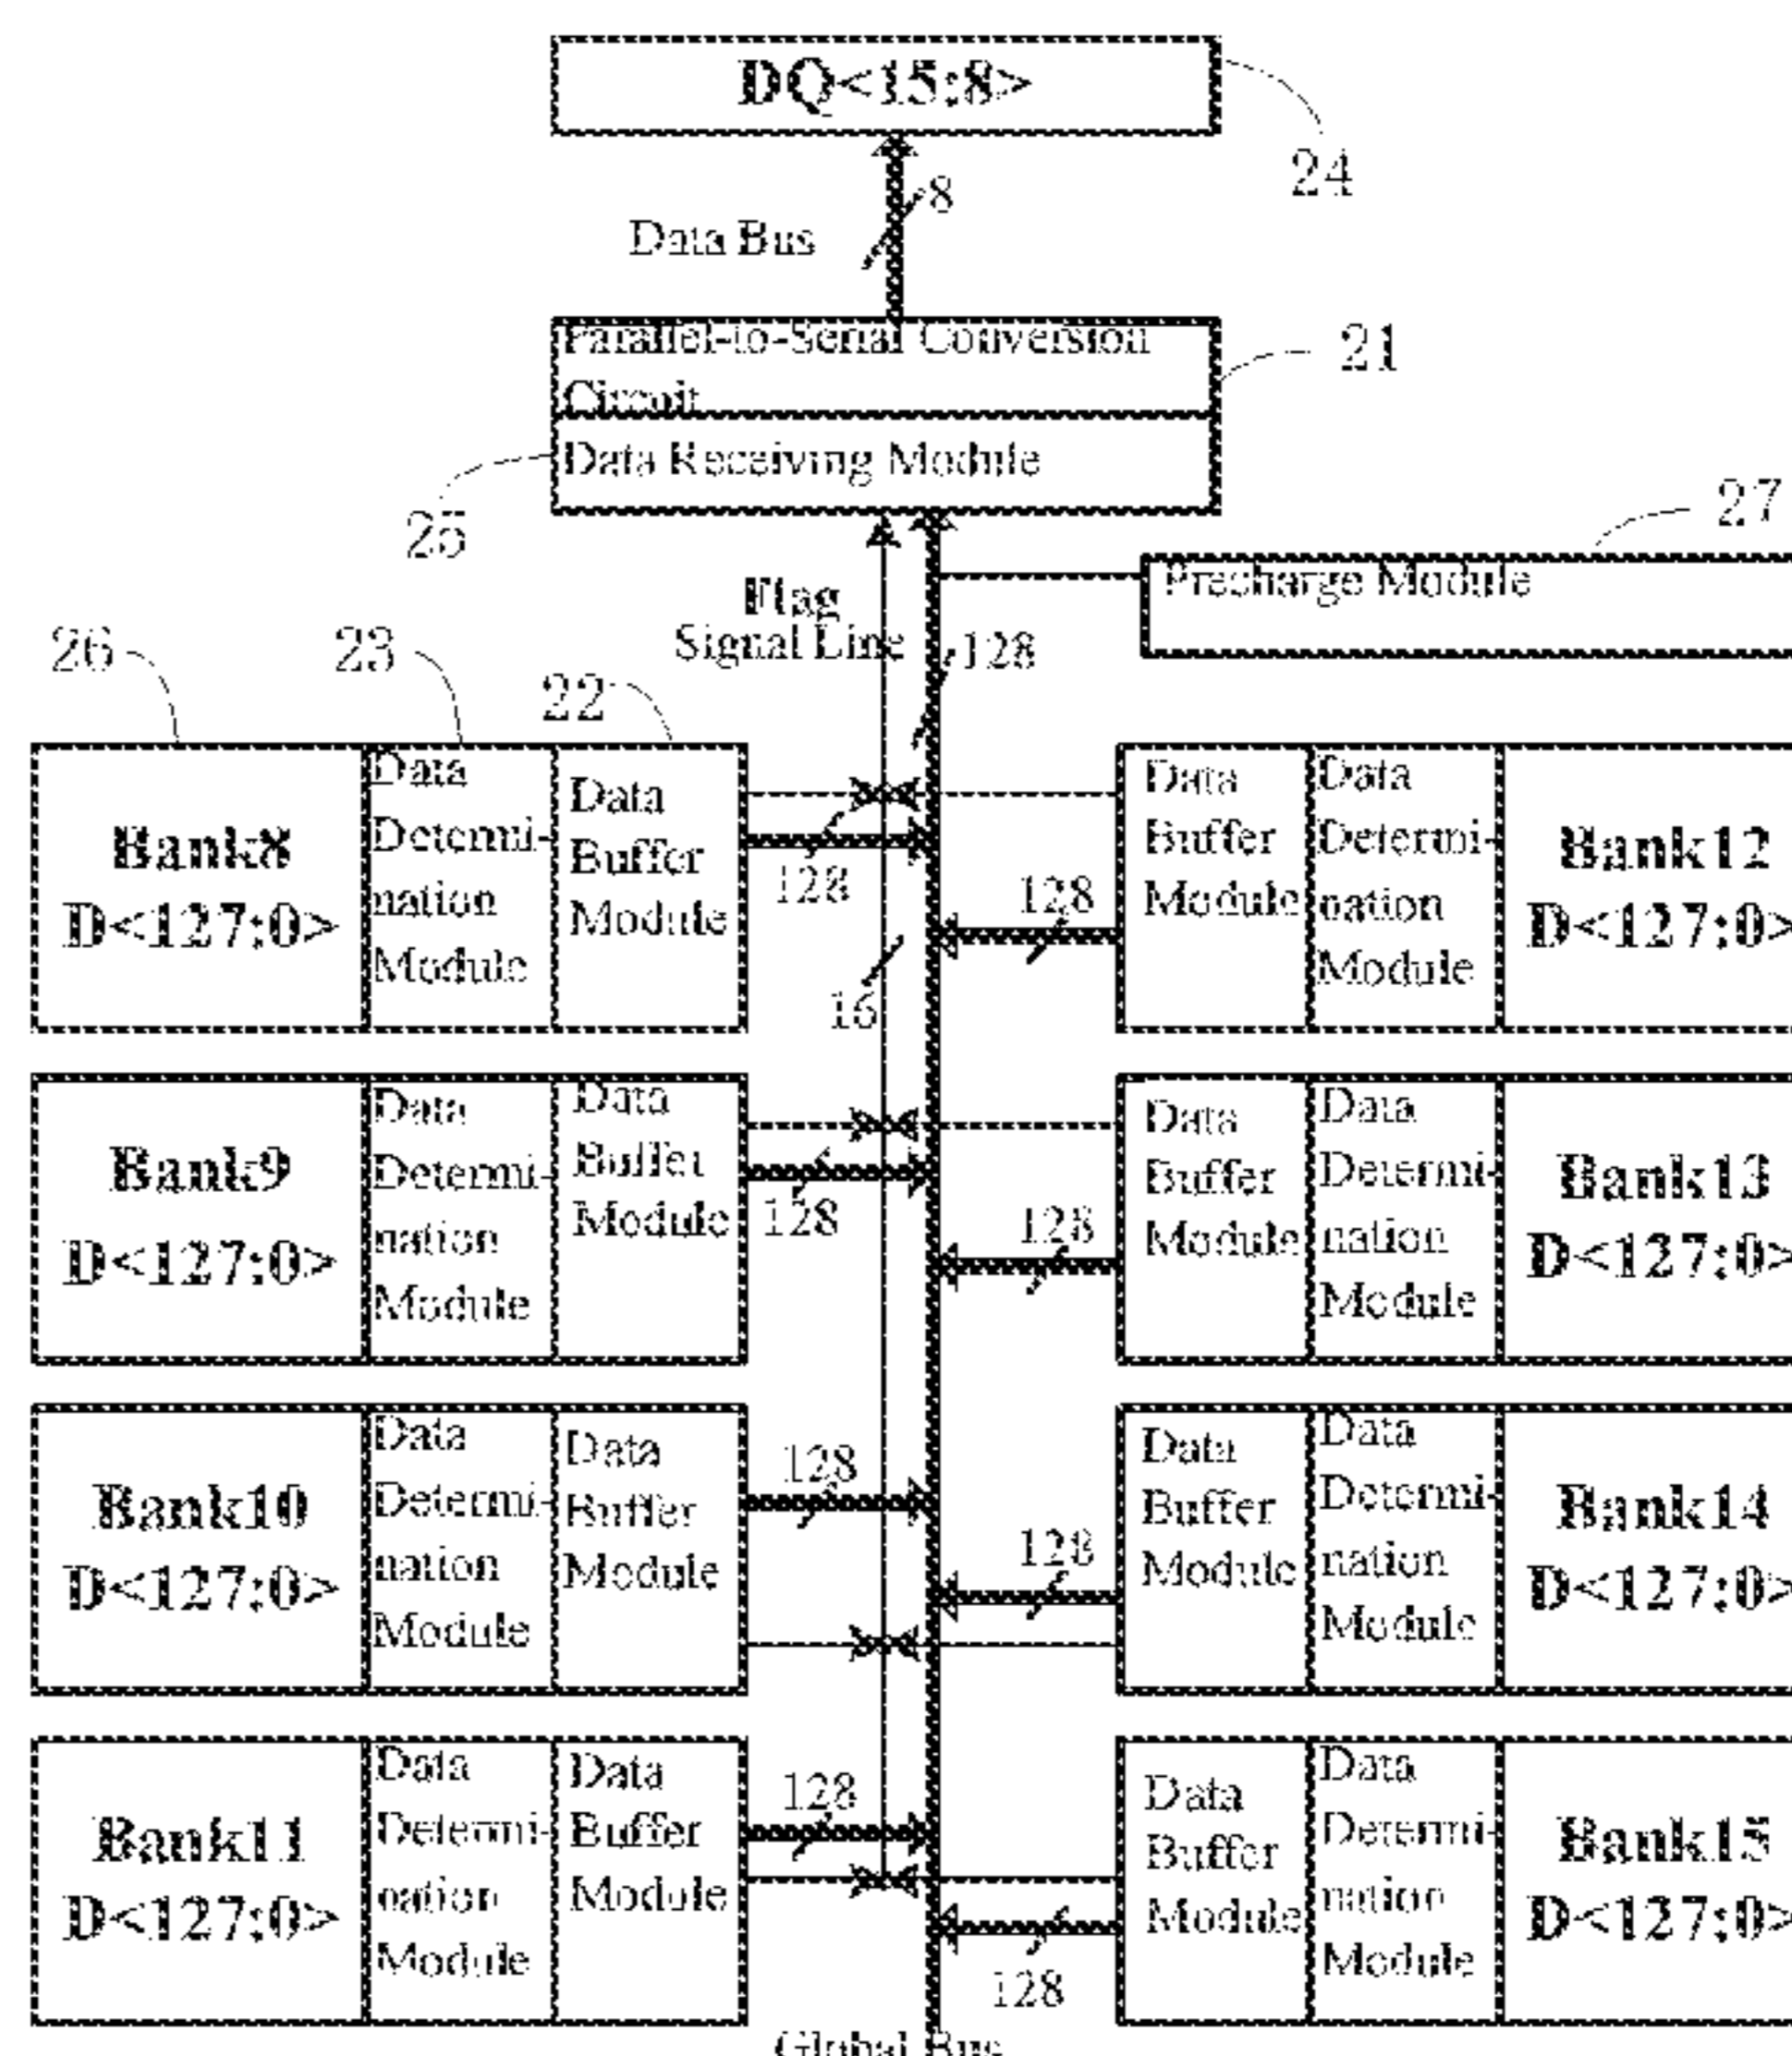 DQ<15:8>
24
8
Data Bus
Parallel-to-Serial Conversion
Circuit
21
Data Receiving Module
25
27
Precharge Module
Flag
Signal Line
128
26
23
22
Bank8
D<127:0>
Data
Determi-
nation
Module
Data
Buffer
Module
128
16
128
Data
Buffer
Module
Data
Determi-
nation
Module
Bank12
D<127:0>
Bank9
D<127:0>
Data
Determi-
nation
Module
Data
Buffer
Module
128
128
Data
Buffer
Module
Data
Determi-
nation
Module
Bank13
D<127:0>
Bank10
D<127:0>
Data
Determi-
nation
Module
Data
Buffer
Module
128
128
Data
Buffer
Module
Data
Determi-
nation
Module
Bank14
D<127:0>
Bank11
D<127:0>
Data
Determi-
nation
Module
Data
Buffer
Module
128
128
Data
Buffer
Module
Data
Determi-
nation
Module
Bank15
D<127:0>
Global Bus